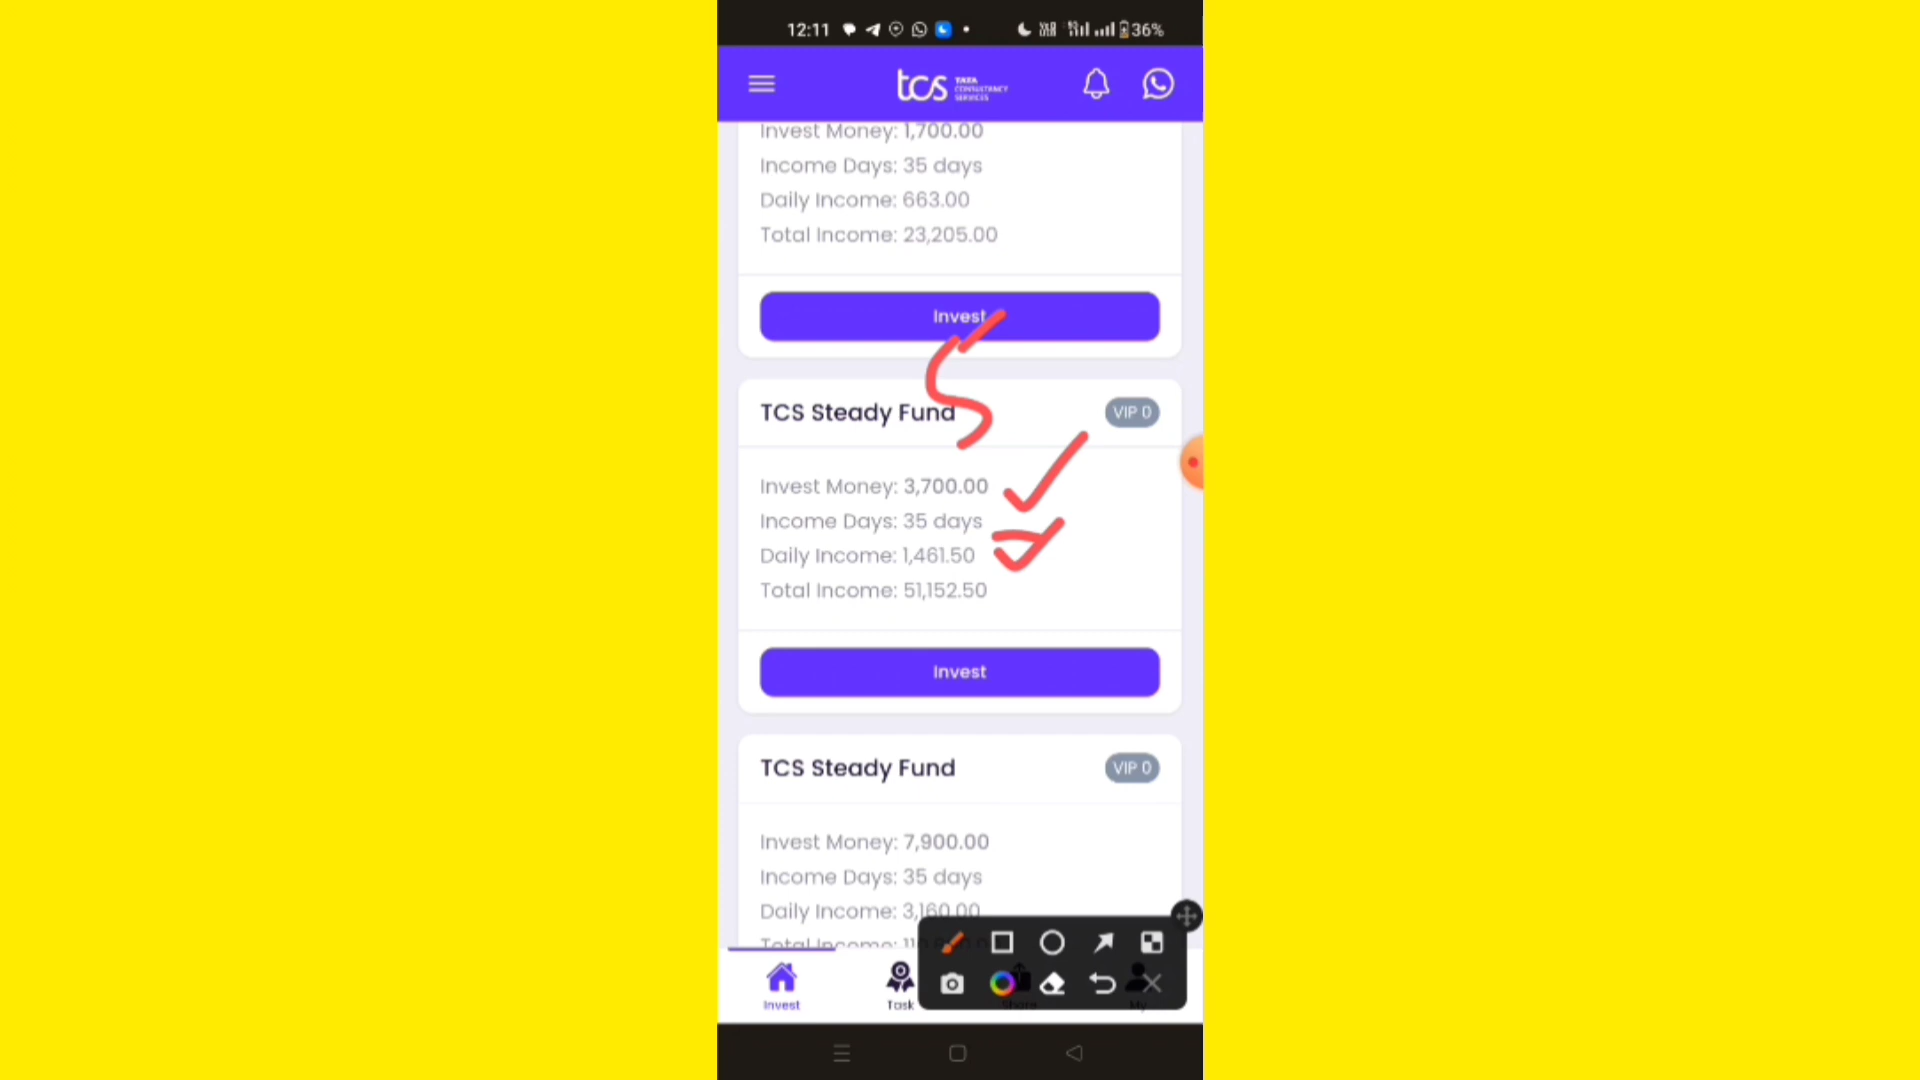 12:11
36%
tcs TATA
CONSULTANCY
SERVICES
Invest Money: 1,700.00
Income Days: 35 days
Daily Income: 663.00
Total Income: 23,205.00
Invest
TCS Steady Fund
VIP 0
Invest Money: 3,700.00
Income Days: 35 days
Daily Income: 1,461.50
Total Income: 51,152.50
Invest
TCS Steady Fund
VIP 0
Invest Money: 7,900.00
Income Days: 35 days
Daily Income: 3,160.00
Total Income:
Invest
Task
Share
My